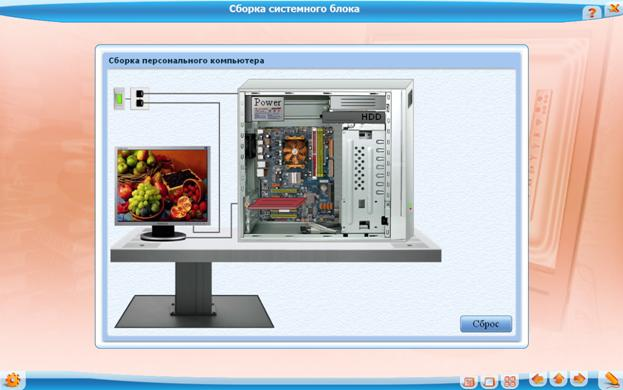 Сборка системного блока
?
Сборка персонального компьютера
Power
HDD
Сброс